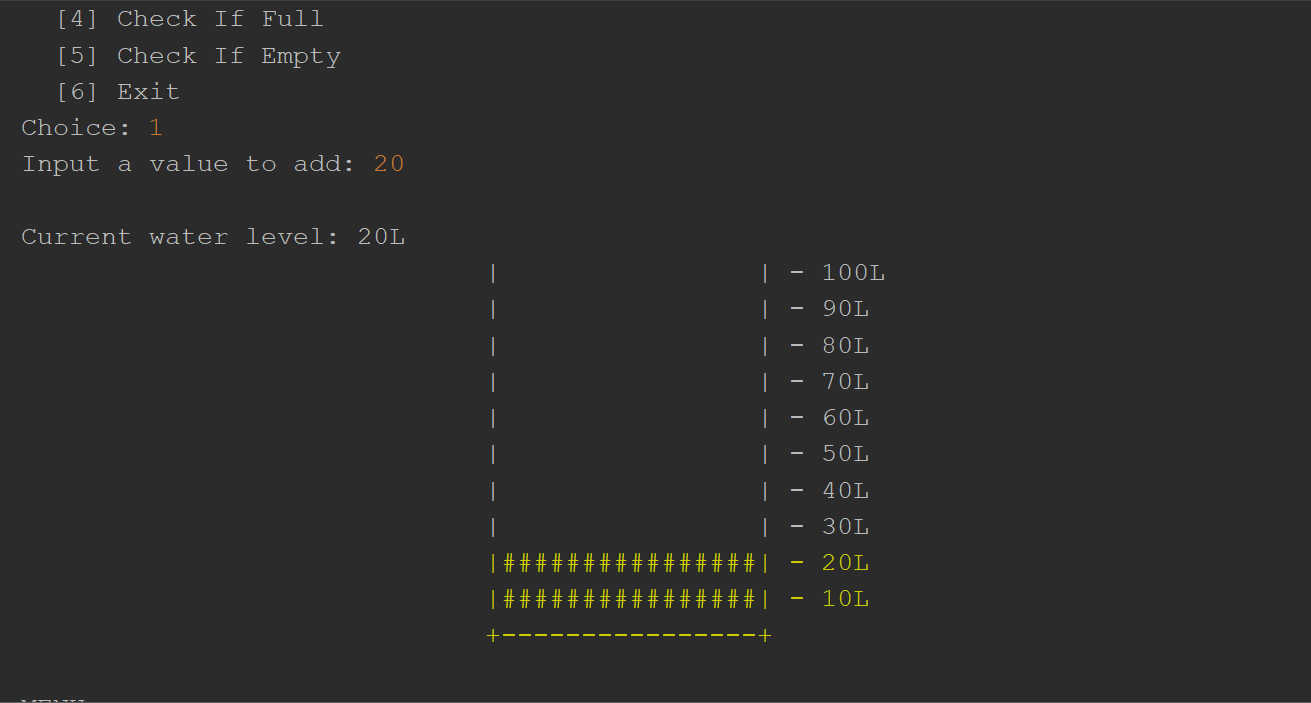 [4] Check If Full
[5] Check If Empty
[6] Exit
Choice: 1
Input a value to add: 20
Current water level: 20L
|                | - 100L
|                | - 90L
|                | - 80L
|                | - 70L
|                | - 60L
|                | - 50L
|                | - 40L
|                | - 30L
|################| - 20L
|################| - 10L
+----------------+